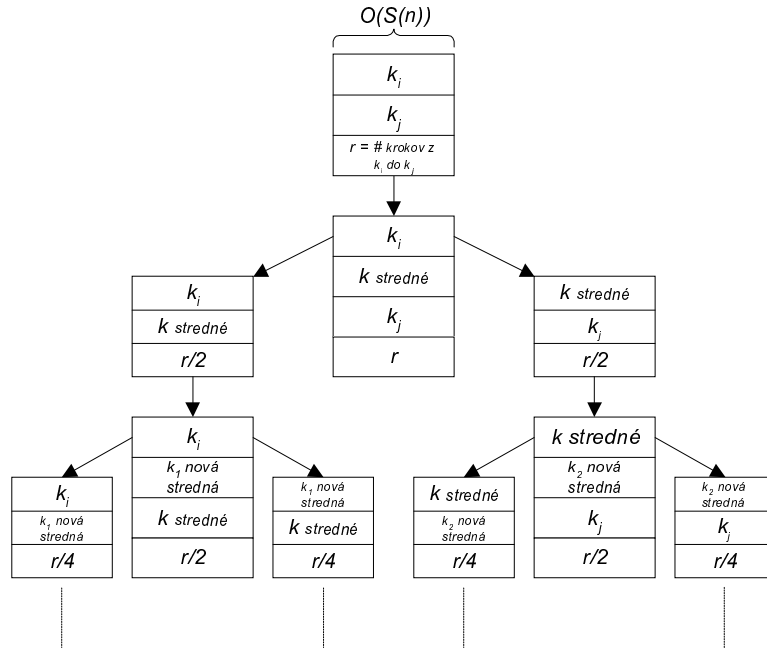 O(S(n))
k_i
k_j
r = # krokov z
k_i do k_j
k_i
k stredné
k_j
r
k_i
k stredné
r/2
k stredné
k_j
r/2
k_i
k_1 nová
stredná
k stredné
r/2
k stredné
k_2 nová
stredná
k_j
r/2
k_i
k_1 nová
stredná
r/4
k_1 nová
stredná
k stredné
r/4
k stredné
k_2 nová
stredná
r/4
k_2 nová
stredná
k_j
r/4